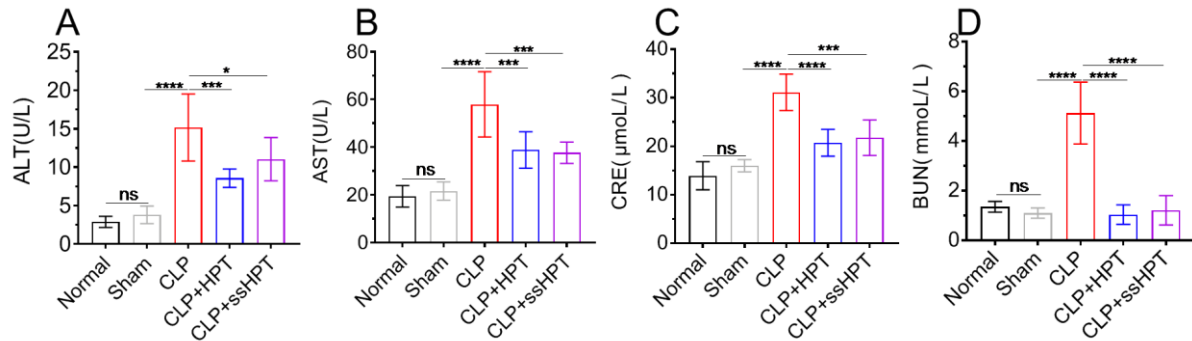 A
ALT(U/L)
25
20
15
10
5
0
ns
****
***
*
Normal
Sham
CLP
CLP+HPT
CLP+ssHPT
B
AST(U/L)
80
60
40
20
0
ns
****
***
***
Normal
Sham
CLP
CLP+HPT
CLP+ssHPT
C
CRE( μmoL/ L )
40
30
20
10
0
ns
****
****
***
Normal
Sham
CLP
CLP+HPT
CLP+ssHPT
D
BUN( mmoL/ L )
8
6
4
2
0
ns
****
****
****
Normal
Sham
CLP
CLP+HPT
CLP+ssHPT